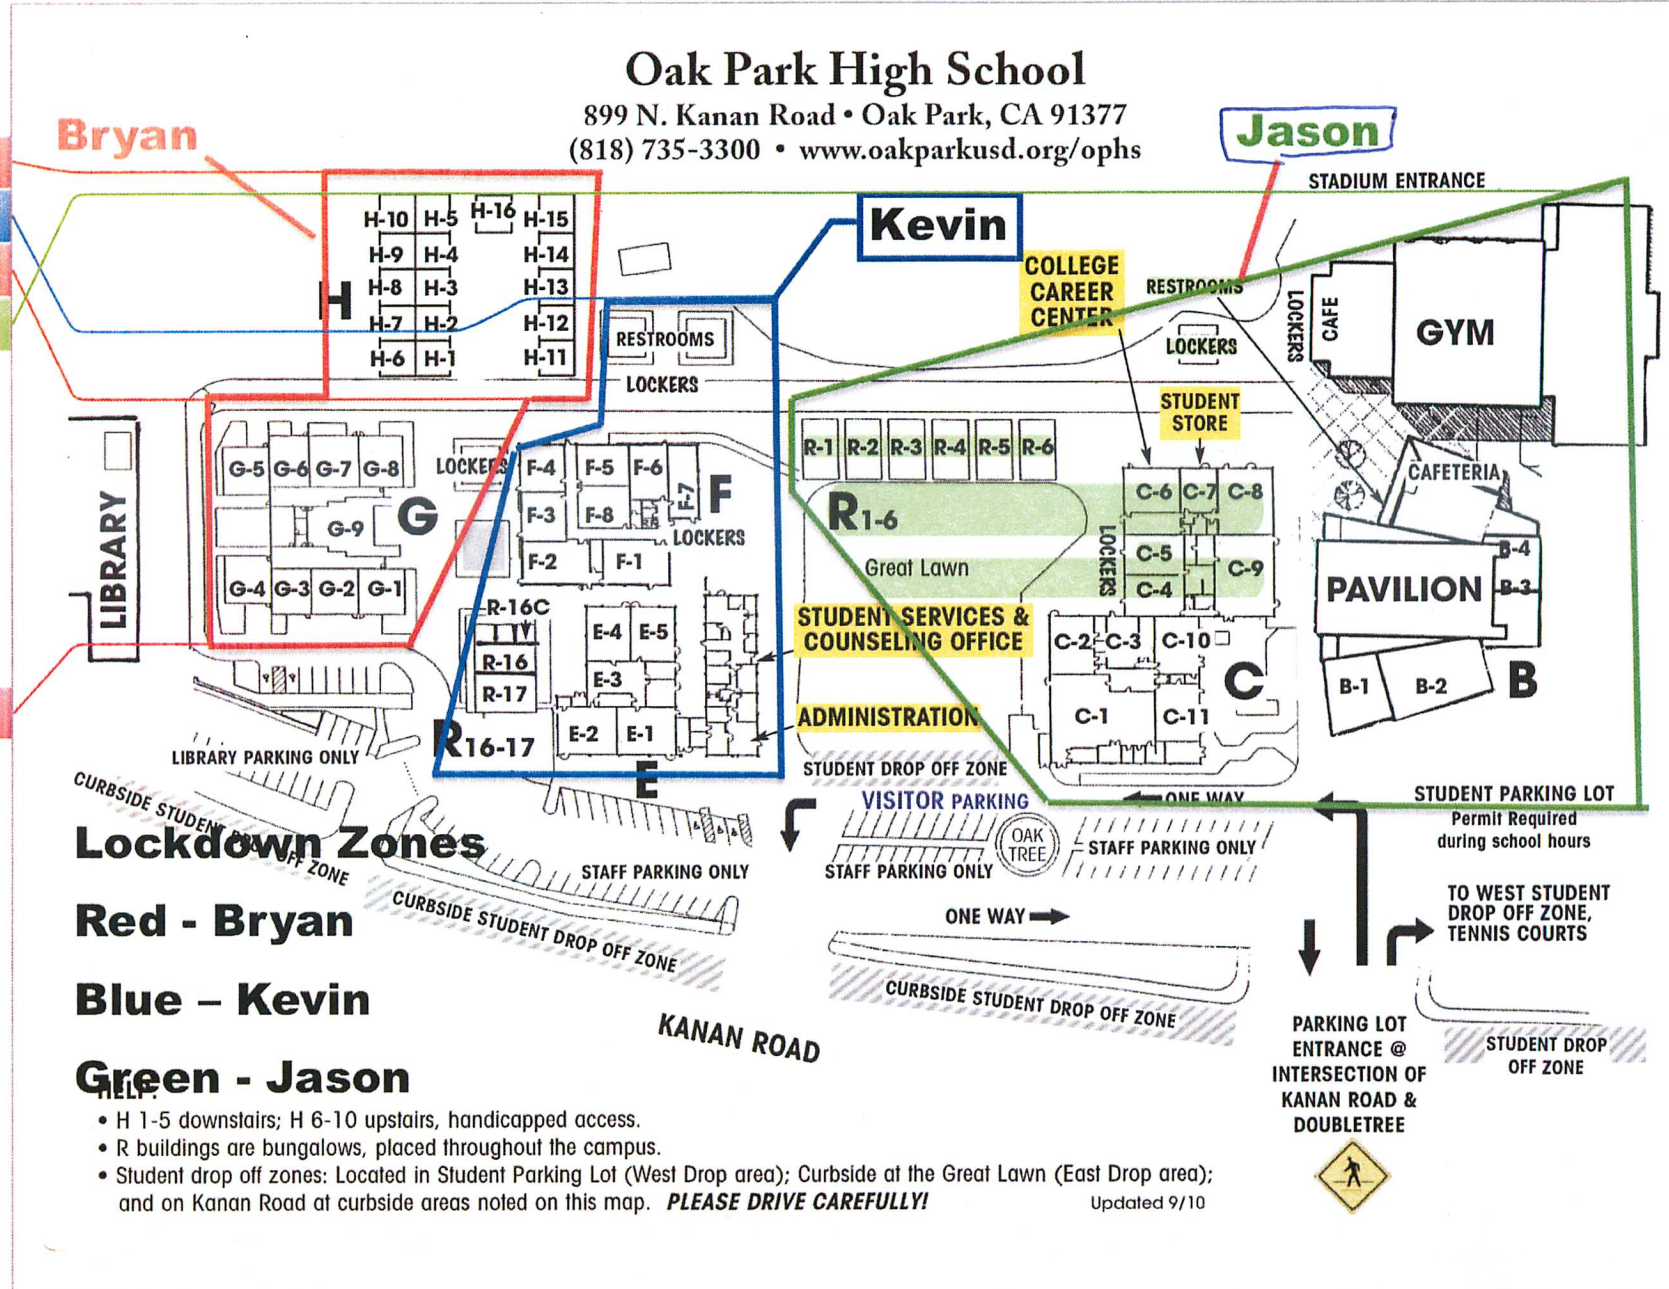 Oak Park High School
899 N. Kanan Road • Oak Park, CA 91377
(818) 735-3300 • www.oakparkusd.org/ophs
Bryan
Jason
STADIUM ENTRANCE
Kevin
H-10 H-5 H-16 H-15
H-9 H-4 H-14
H-8 H-3 H-13
H-7 H-2 H-12
H-6 H-1 H-11
H
RESTROOMS
LOCKERS
COLLEGE
CAREER
CENTER
RESTROOMS
LOCKERS
LOCKERS
CAFE
GYM
STUDENT
STORE
LIBRARY
G-5 G-6 G-7 G-8
G-9
G
G-4 G-3 G-2 G-1
LOCKERS
F-4 F-5 F-6
F-7
F
F-3 F-8
LOCKERS
F-2 F-1
R-1 R-2 R-3 R-4 R-5 R-6
R1-6
Great Lawn
C-6 C-7 C-8
LOCKERS
C-5
C-4
C-9
C-2 C-3 C-10
C
C-1 C-11
CAFETERIA
B-4
PAVILION B-3
B-1 B-2
B
R-16C
R-16
R-17
R16-17
E-4 E-5
E-3
E-2 E-1
E
STUDENT SERVICES &
COUNSELING OFFICE
ADMINISTRATION
STUDENT DROP OFF ZONE
VISITOR PARKING
OAK
TREE
STAFF PARKING ONLY
STAFF PARKING ONLY
ONE WAY
STUDENT PARKING LOT
Permit Required
during school hours
LIBRARY PARKING ONLY
CURBSIDE STUDENT DROP OFF ZONE
STAFF PARKING ONLY
CURBSIDE STUDENT DROP OFF ZONE
ONE WAY
CURBSIDE STUDENT DROP OFF ZONE
TO WEST STUDENT
DROP OFF ZONE,
TENNIS COURTS
KANAN ROAD
PARKING LOT
ENTRANCE @
INTERSECTION OF
KANAN ROAD &
DOUBLETREE
STUDENT DROP
OFF ZONE
Lockdown Zones
Red - Bryan
Blue – Kevin
Green - Jason
HELP:
• H 1-5 downstairs; H 6-10 upstairs, handicapped access.
• R buildings are bungalows, placed throughout the campus.
• Student drop off zones: Located in Student Parking Lot (West Drop area); Curbside at the Great Lawn (East Drop area);
and on Kanan Road at curbside areas noted on this map. PLEASE DRIVE CAREFULLY!
Updated 9/10